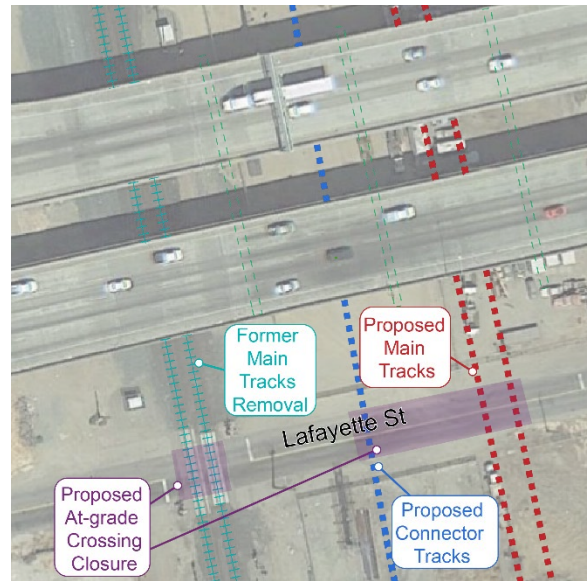 Former
Main
Tracks
Removal
Proposed
Main
Tracks
Lafayette St
Proposed
At-grade
Crossing
Closure
Proposed
Connector
Tracks